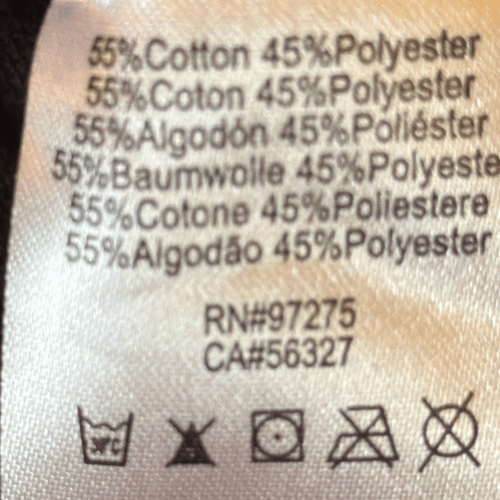 55%Cotton 45%Polyester
55%Coton 45%Polyester
55%Algodón 45%Poliéster
55%Baumwolle 45%Polyeste
55%Cotone 45%Poliestere
55%Algodão 45%Polyester
RN#97275
CA#56327
30°C